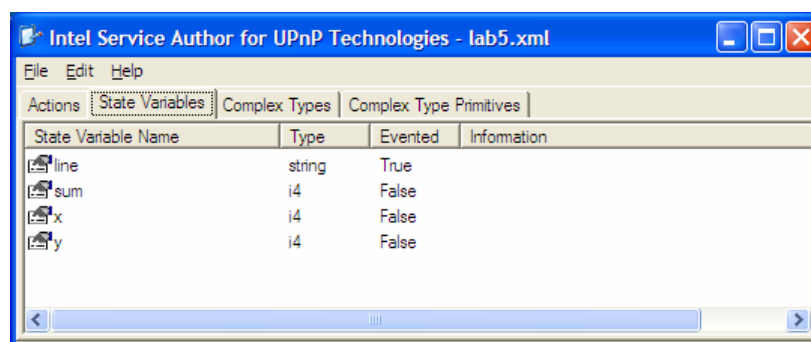 Intel Service Author for UPnP Technologies - lab5.xml
File Edit Help
Actions State Variables Complex Types Complex Type Primitives
State Variable Name Type Evented Information
line string True
sum i4 False
x i4 False
y i4 False